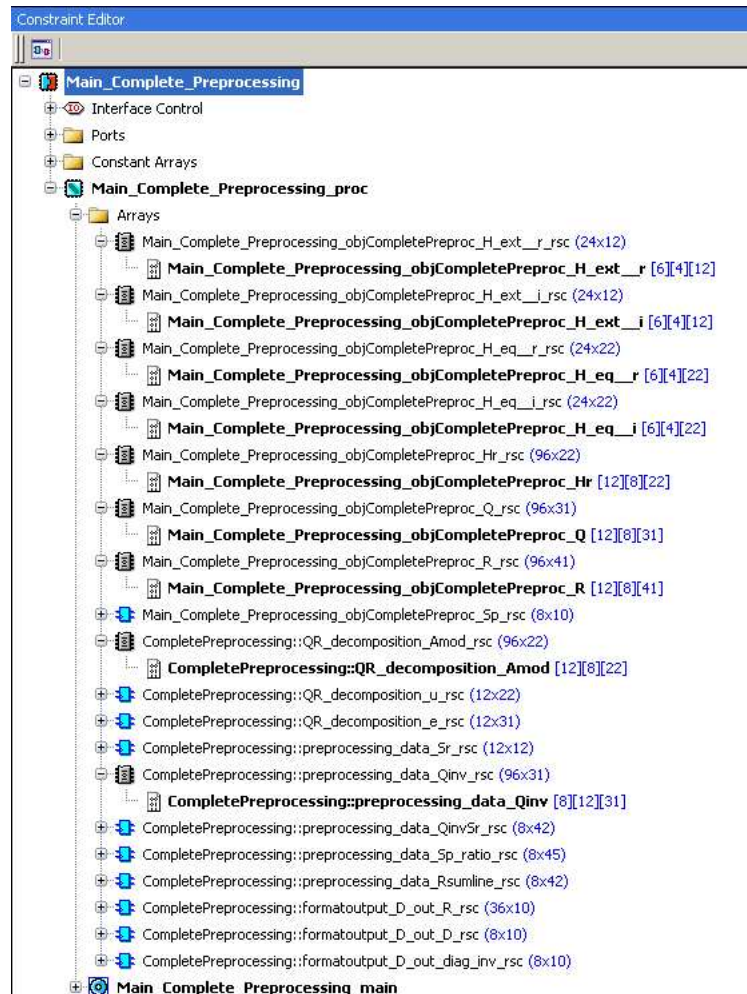 Constraint Editor
Main_Complete_Preprocessing
Interface Control
Ports
Constant Arrays
Main_Complete_Preprocessing_proc
Arrays
Main_Complete_Preprocessing_objCompletePreproc_H_ext__r_rsc (24x12)
Main_Complete_Preprocessing_objCompletePreproc_H_ext__r [6][4][12]
Main_Complete_Preprocessing_objCompletePreproc_H_ext__i_rsc (24x12)
Main_Complete_Preprocessing_objCompletePreproc_H_ext__i [6][4][12]
Main_Complete_Preprocessing_objCompletePreproc_H_eq__r_rsc (24x22)
Main_Complete_Preprocessing_objCompletePreproc_H_eq__r [6][4][22]
Main_Complete_Preprocessing_objCompletePreproc_H_eq__i_rsc (24x22)
Main_Complete_Preprocessing_objCompletePreproc_H_eq__i [6][4][22]
Main_Complete_Preprocessing_objCompletePreproc_Hr_rsc (96x22)
Main_Complete_Preprocessing_objCompletePreproc_Hr [12][8][22]
Main_Complete_Preprocessing_objCompletePreproc_Q_rsc (96x31)
Main_Complete_Preprocessing_objCompletePreproc_Q [12][8][31]
Main_Complete_Preprocessing_objCompletePreproc_R_rsc (96x41)
Main_Complete_Preprocessing_objCompletePreproc_R [12][8][41]
Main_Complete_Preprocessing_objCompletePreproc_Sp_rsc (8x10)
CompletePreprocessing::QR_decomposition_Amod_rsc (96x22)
CompletePreprocessing::QR_decomposition_Amod [12][8][22]
CompletePreprocessing::QR_decomposition_u_rsc (12x22)
CompletePreprocessing::QR_decomposition_e_rsc (12x31)
CompletePreprocessing::preprocessing_data_Sr_rsc (12x12)
CompletePreprocessing::preprocessing_data_Qinv_rsc (96x31)
CompletePreprocessing::preprocessing_data_Qinv [8][12][31]
CompletePreprocessing::preprocessing_data_QinvSr_rsc (8x42)
CompletePreprocessing::preprocessing_data_Sp_ratio_rsc (8x45)
CompletePreprocessing::preprocessing_data_Rsumline_rsc (8x42)
CompletePreprocessing::formatoutput_D_out_R_rsc (36x10)
CompletePreprocessing::formatoutput_D_out_D_rsc (8x10)
CompletePreprocessing::formatoutput_D_out_diag_inv_rsc (8x10)
Main_Complete_Preprocessing_main